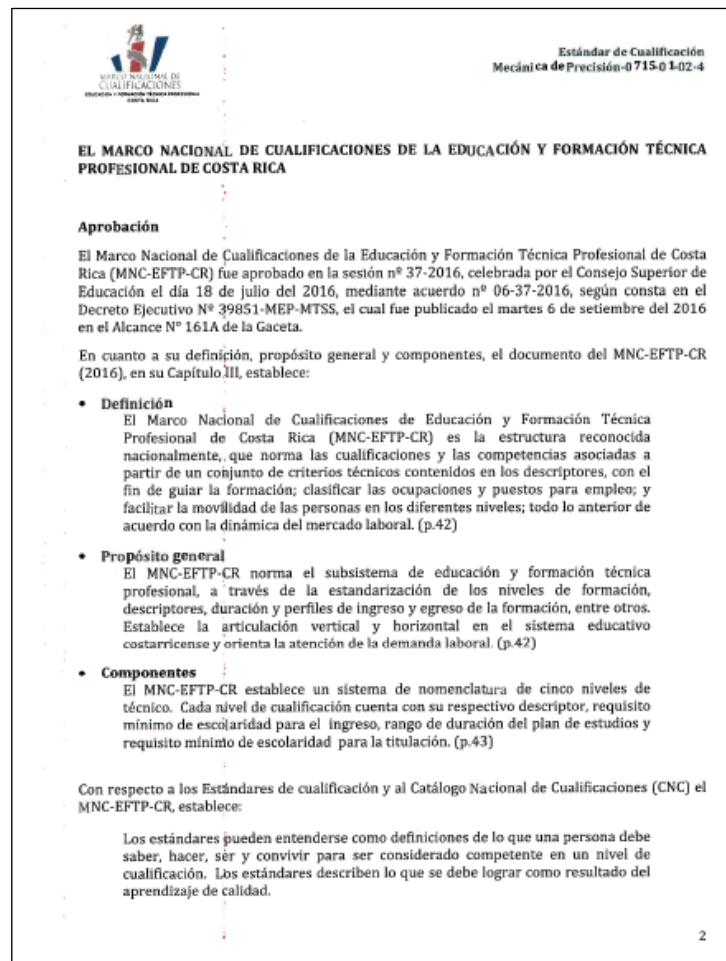 MARCO NACIONAL DE
CUALIFICACIONES
EDUCACIÓN Y FORMACIÓN TÉCNICA PROFESIONAL
COSTA RICA
Estándar de Cualificación
Mecánica de Precisión-0715-01-02-4
EL MARCO NACIONAL DE CUALIFICACIONES DE LA EDUCACIÓN Y FORMACIÓN TÉCNICA
PROFESIONAL DE COSTA RICA
Aprobación
El Marco Nacional de Cualificaciones de la Educación y Formación Técnica Profesional de Costa
Rica (MNC-EFTP-CR) fue aprobado en la sesión nº 37-2016, celebrada por el Consejo Superior de
Educación el día 18 de julio del 2016, mediante acuerdo nº 06-37-2016, según consta en el
Decreto Ejecutivo Nº 39851-MEP-MTSS, el cual fue publicado el martes 6 de setiembre del 2016
en el Alcance N° 161A de la Gaceta.
En cuanto a su definición, propósito general y componentes, el documento del MNC-EFTP-CR
(2016), en su Capítulo III, establece:
• Definición
El Marco Nacional de Cualificaciones de Educación y Formación Técnica
Profesional de Costa Rica (MNC-EFTP-CR) es la estructura reconocida
nacionalmente, que norma las cualificaciones y las competencias asociadas a
partir de un conjunto de criterios técnicos contenidos en los descriptores, con el
fin de guiar la formación; clasificar las ocupaciones y puestos para empleo; y
facilitar la movilidad de las personas en los diferentes niveles; todo lo anterior de
acuerdo con la dinámica del mercado laboral. (p.42)
• Propósito general
El MNC-EFTP-CR norma el subsistema de educación y formación técnica
profesional, a través de la estandarización de los niveles de formación,
descriptores, duración y perfiles de ingreso y egreso de la formación, entre otros.
Establece la articulación vertical y horizontal en el sistema educativo
costarricense y orienta la atención de la demanda laboral. (p.42)
• Componentes
El MNC-EFTP-CR establece un sistema de nomenclatura de cinco niveles de
técnico. Cada nivel de cualificación cuenta con su respectivo descriptor, requisito
mínimo de escolaridad para el ingreso, rango de duración del plan de estudios y
requisito mínimo de escolaridad para la titulación. (p.43)
Con respecto a los Estándares de cualificación y al Catálogo Nacional de Cualificaciones (CNC) el
MNC-EFTP-CR, establece:
Los estándares pueden entenderse como definiciones de lo que una persona debe
saber, hacer, ser y convivir para ser considerado competente en un nivel de
cualificación. Los estándares describen lo que se debe lograr como resultado del
aprendizaje de calidad.
2